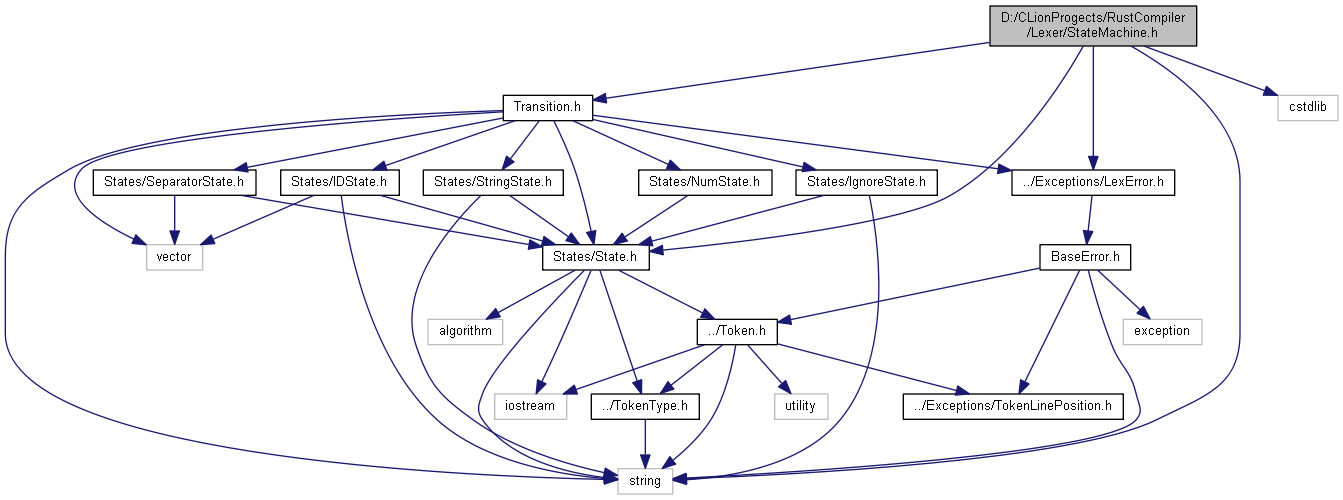 D:/CLionProgects/RustCompiler
/Lexer/StateMachine.h
Transition.h
cstdlib
States/SeparatorState.h
States/IDState.h
States/StringState.h
States/NumState.h
States/IgnoreState.h
../Exceptions/LexError.h
vector
States/State.h
BaseError.h
algorithm
../Token.h
exception
iostream
../TokenType.h
utility
../Exceptions/TokenLinePosition.h
string